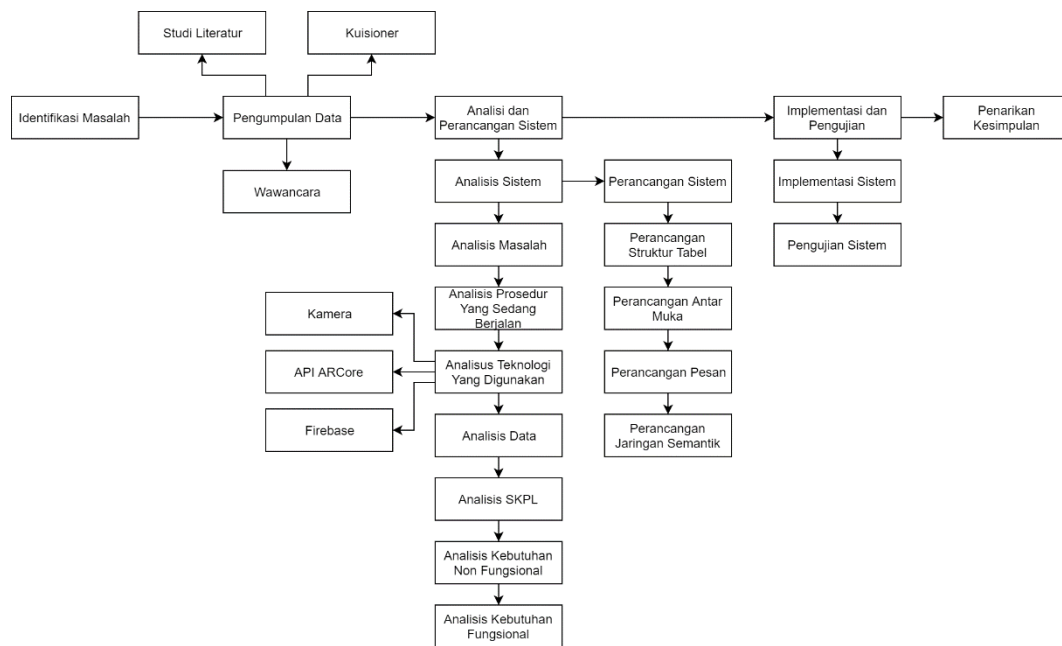 Studi Literatur
Kuisioner
Identifikasi Masalah
Pengumpulan Data
Analisi dan
Perancangan Sistem
Implementasi dan
Pengujian
Penarikan
Kesimpulan
Wawancara
Analisis Sistem
Perancangan Sistem
Implementasi Sistem
Analisis Masalah
Perancangan
Struktur Tabel
Pengujian Sistem
Analisis Prosedur
Yang Sedang
Berjalan
Perancangan Antar
Muka
Kamera
API ARCore
Analisus Teknologi
Yang Digunakan
Perancangan Pesan
Firebase
Analisis Data
Perancangan
Jaringan Semantik
Analisis SKPL
Analisis Kebutuhan
Non Fungsional
Analisis Kebutuhan
Fungsional